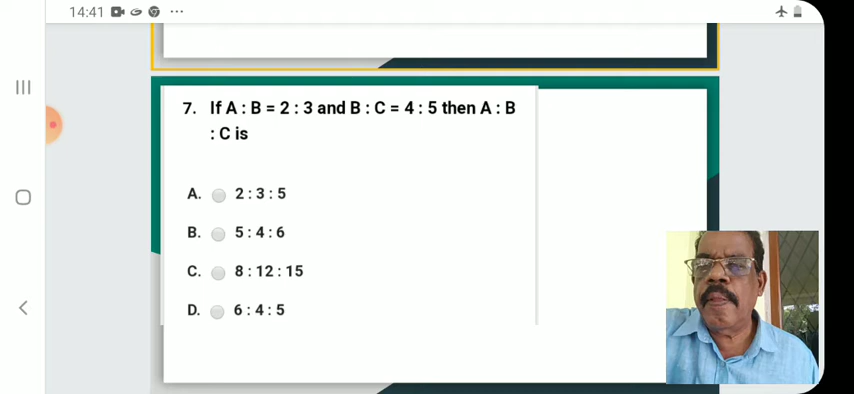 14:41
7. If A : B = 2 : 3 and B : C = 4 : 5 then A : B
: C is
A. 2 : 3 : 5
B. 5 : 4 : 6
C. 8 : 12 : 15
D. 6 : 4 : 5